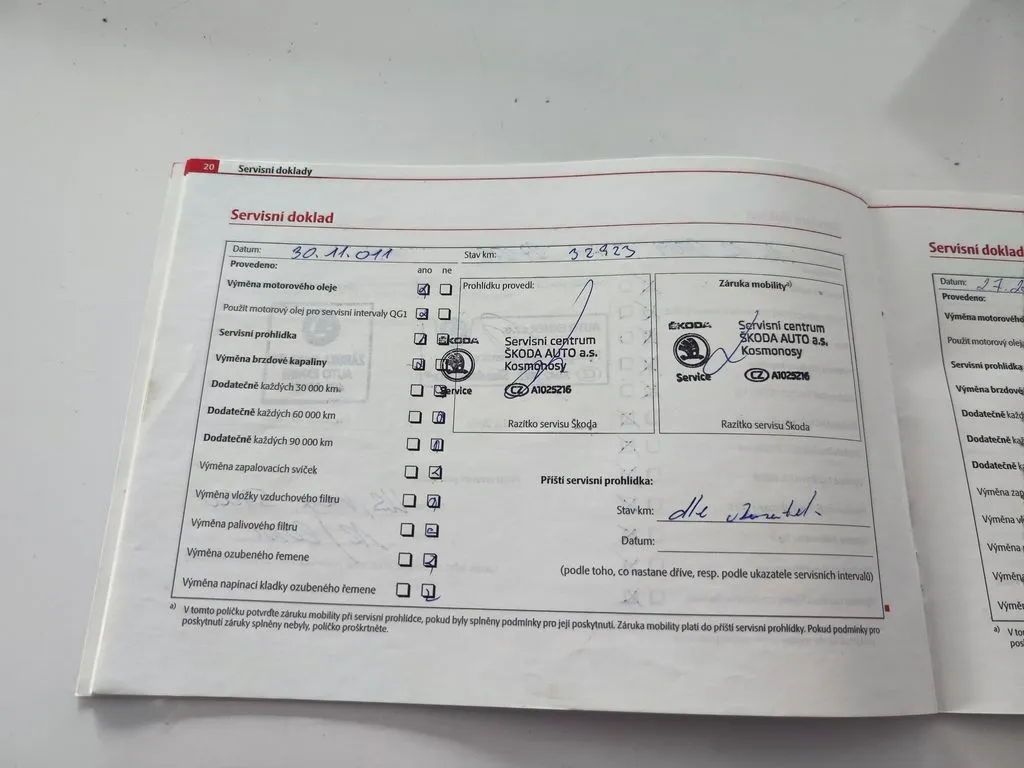 20 Servisní doklady
Servisní doklad
Datum: 30.11.011 Stav km: 32923
Provedeno: ano ne
Výměna motorového oleje
Použit motorový olej pro servisní intervaly QG1
Servisní prohlídka
Výměna brzdové kapaliny
Dodatečně každých 30 000 km.
Dodatečně každých 60 000 km
Dodatečně každých 90 000 km
Výměna zapalovacích svíček
Výměna vložky vzduchového filtru
Výměna palivového filtru
Výměna ozubeného řemene
Výměna napínací kladky ozubeného řemene
Prohlídku provedl:
ŠKODA
Service
Servisní centrum
ŠKODA AUTO a.s.
Kosmonosy
CZ A1025216
Razítko servisu Škoda
Záruka mobility a)
ŠKODA
Service
Servisní centrum
ŠKODA AUTO a.s.
Kosmonosy
CZ A1025216
Razítko servisu Škoda
Příští servisní prohlídka:
Stav km: dle
Datum:
(podle toho, co nastane dříve, resp. podle ukazatele servisních intervalů)
a) V tomto políčku potvrďte záruku mobility při servisní prohlídce, pokud byly splněny podmínky pro její poskytnutí. Záruka mobility platí do příští servisní prohlídky. Pokud podmínky pro
poskytnutí záruky splněny nebyly, políčko proškrtněte.
Servisní doklad
Datum: 27.
Provedeno:
Výměna motorového
Použit motorový olej
Servisní prohlídka
Výměna brzdové
Dodatečně
Dodatečně
Dodatečně
Výměna
Výměna
Výměna
Výměna
a) V